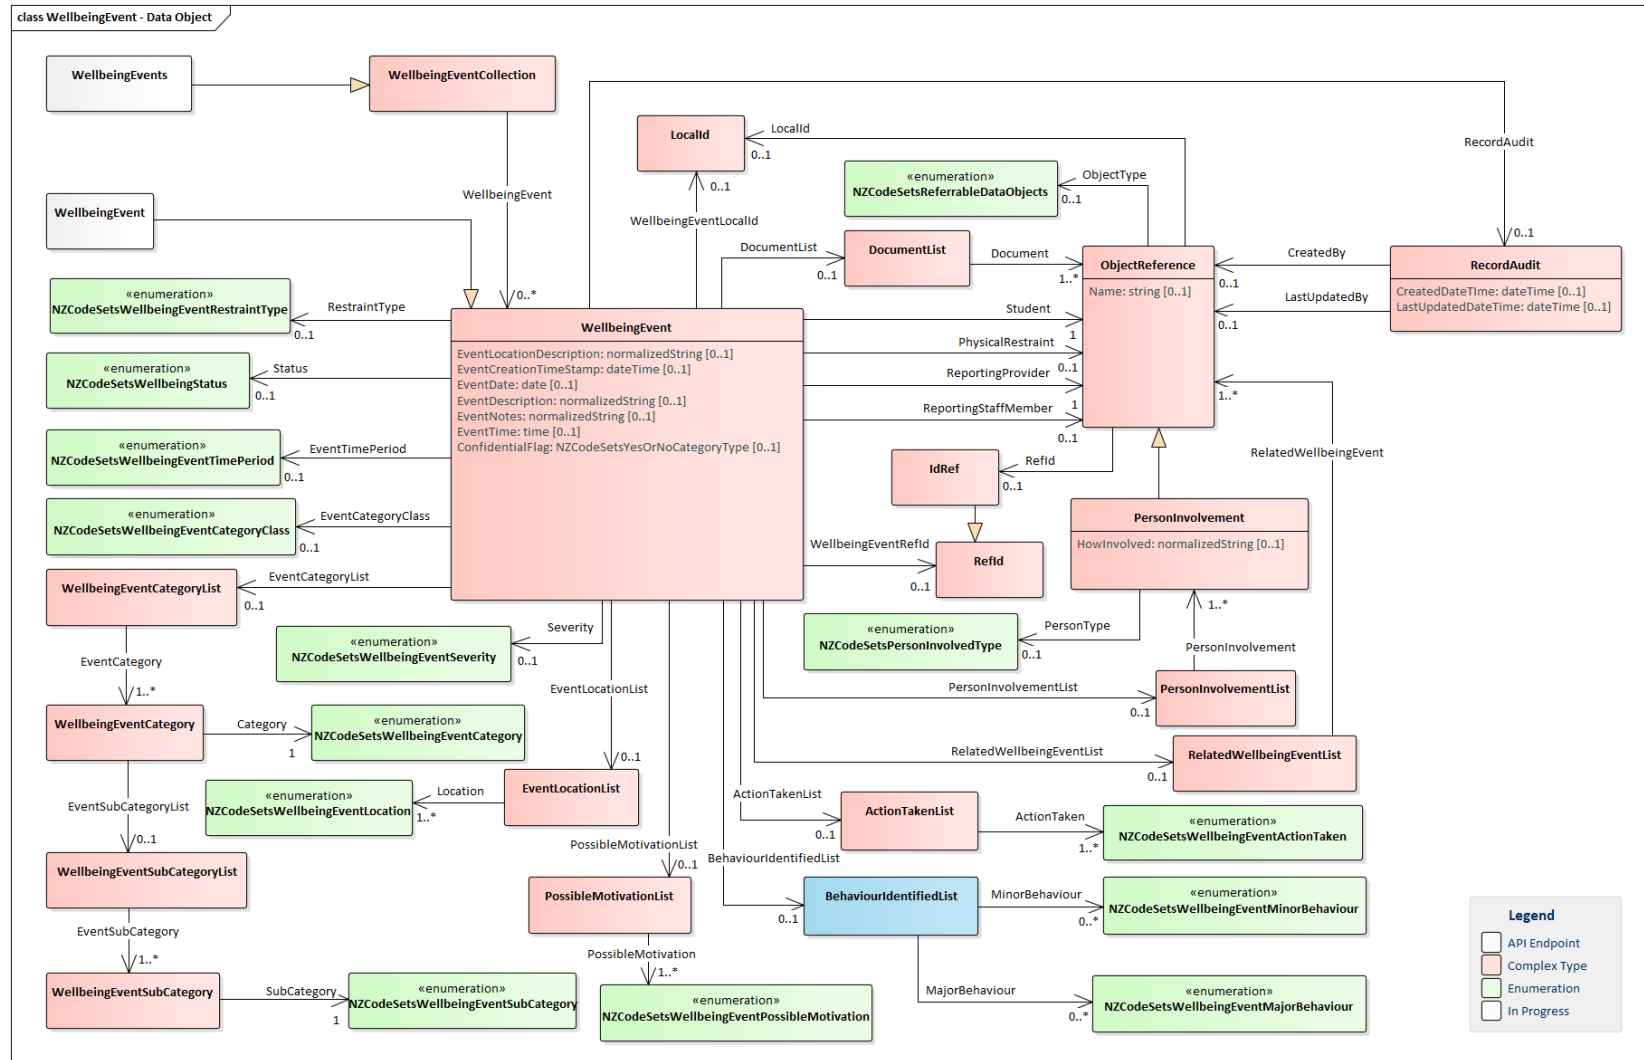 class WellbeingEvent - Data Object
WellbeingEvents
WellbeingEventCollection
LocalId
LocalId
0..1
RecordAudit
«enumeration»
NZCodeSetsReferrableDataObjects
ObjectType
0..1
WellbeingEvent
0..1
WellbeingEventLocalId
WellbeingEvent
DocumentList
0..1
DocumentList
Document
1..*
ObjectReference
Name: string [0..1]
CreatedBy
0..1
LastUpdatedBy
0..1
0..1
RecordAudit
CreatedDateTIme: dateTime [0..1]
LastUpdatedDateTime: dateTime [0..1]
0..*
«enumeration»
NZCodeSetsWellbeingEventRestraintType
RestraintType
0..1
WellbeingEvent
EventLocationDescription: normalizedString [0..1]
EventCreationTimeStamp: dateTime [0..1]
EventDate: date [0..1]
EventDescription: normalizedString [0..1]
EventNotes: normalizedString [0..1]
EventTime: time [0..1]
ConfidentialFlag: NZCodeSetsYesOrNoCategoryType [0..1]
Student
1
PhysicalRestraint
0..1
ReportingProvider
1
ReportingStaffMember
0..1
«enumeration»
NZCodeSetsWellbeingStatus
Status
0..1
1..*
RelatedWellbeingEvent
«enumeration»
NZCodeSetsWellbeingEventTimePeriod
EventTimePeriod
0..1
IdRef
RefId
0..1
«enumeration»
NZCodeSetsWellbeingEventCategoryClass
EventCategoryClass
0..1
PersonInvolvement
HowInvolved: normalizedString [0..1]
WellbeingEventRefId
0..1
RefId
WellbeingEventCategoryList
EventCategoryList
0..1
1..*
PersonInvolvement
«enumeration»
NZCodeSetsPersonInvolvedType
PersonType
0..1
«enumeration»
NZCodeSetsWellbeingEventSeverity
Severity
0..1
EventCategory
1..*
EventLocationList
0..1
PersonInvolvementList
0..1
PersonInvolvementList
WellbeingEventCategory
Category
1
«enumeration»
NZCodeSetsWellbeingEventCategory
RelatedWellbeingEventList
0..1
RelatedWellbeingEventList
EventSubCategoryList
0..1
«enumeration»
NZCodeSetsWellbeingEventLocation
Location
1..*
EventLocationList
ActionTakenList
0..1
ActionTakenList
ActionTaken
1..*
«enumeration»
NZCodeSetsWellbeingEventActionTaken
PossibleMotivationList
0..1
BehaviourIdentifiedList
0..1
WellbeingEventSubCategoryList
PossibleMotivationList
BehaviourIdentifiedList
MinorBehaviour
0..*
«enumeration»
NZCodeSetsWellbeingEventMinorBehaviour
EventSubCategory
1..*
PossibleMotivation
1..*
WellbeingEventSubCategory
SubCategory
1
«enumeration»
NZCodeSetsWellbeingEventSubCategory
«enumeration»
NZCodeSetsWellbeingEventPossibleMotivation
MajorBehaviour
0..*
«enumeration»
NZCodeSetsWellbeingEventMajorBehaviour
Legend
API Endpoint
Complex Type
Enumeration
In Progress